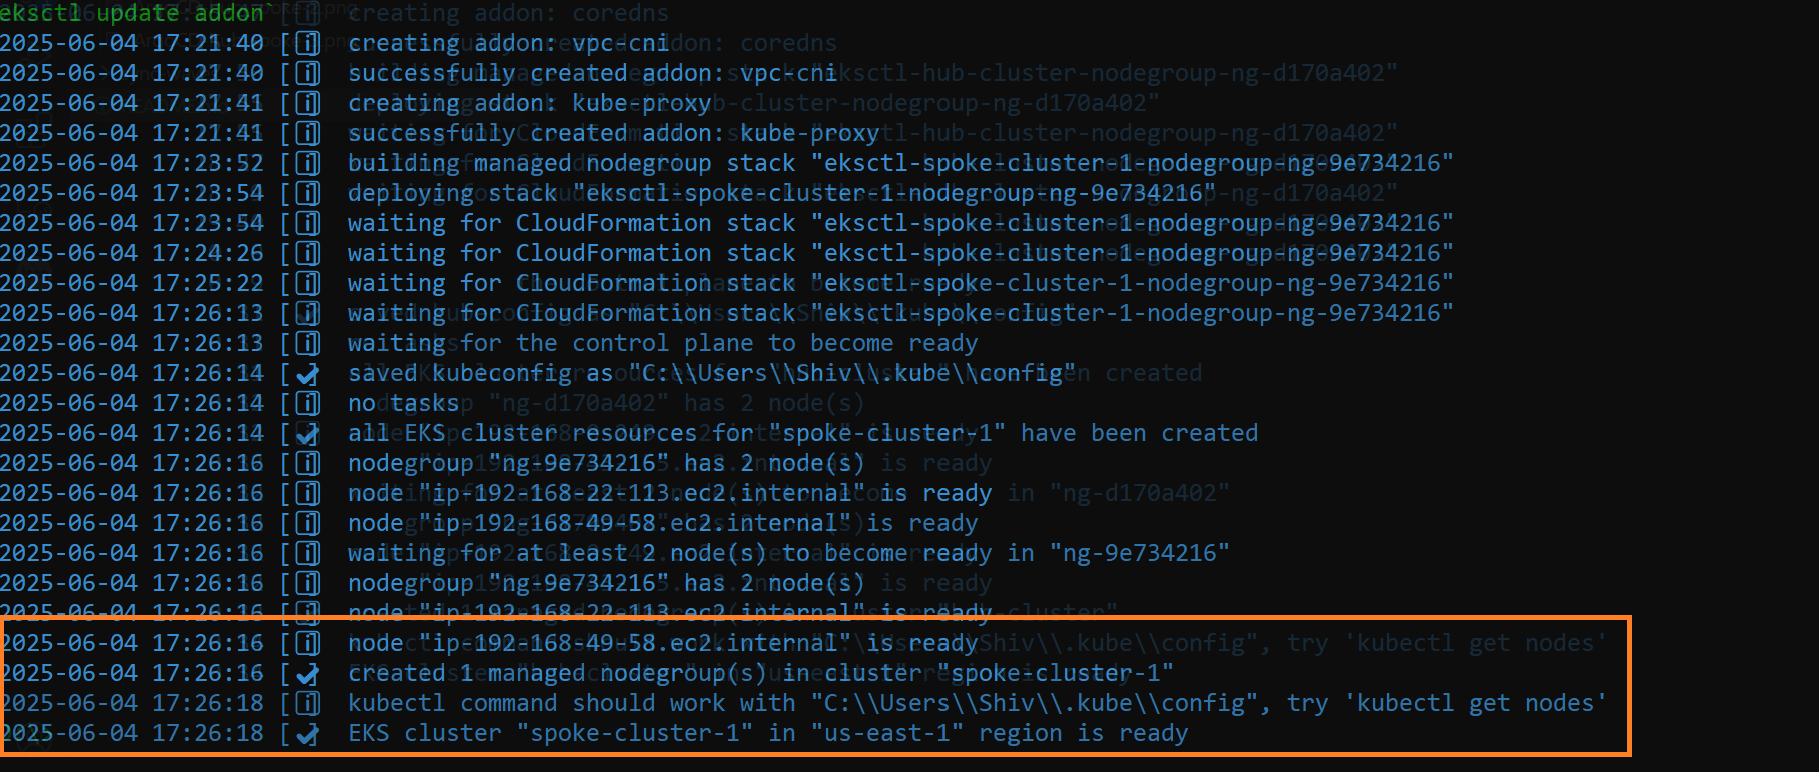 eksctl update addon` creating addon: coredns
2025-06-04 17:21:40 [i] creating addon: vpc-cni
2025-06-04 17:21:40 [i] successfully created addon: vpc-cni
2025-06-04 17:21:41 [i] creating addon: kube-proxy
2025-06-04 17:21:41 [i] successfully created addon: kube-proxy
2025-06-04 17:23:52 [i] building managed nodegroup stack "eksctl-spoke-cluster-1-nodegroup-ng-9e734216"
2025-06-04 17:23:54 [i] deploying stack "eksctl-spoke-cluster-1-nodegroup-ng-9e734216"
2025-06-04 17:23:54 [i] waiting for CloudFormation stack "eksctl-spoke-cluster-1-nodegroup-ng-9e734216"
2025-06-04 17:24:26 [i] waiting for CloudFormation stack "eksctl-spoke-cluster-1-nodegroup-ng-9e734216"
2025-06-04 17:25:22 [i] waiting for CloudFormation stack "eksctl-spoke-cluster-1-nodegroup-ng-9e734216"
2025-06-04 17:26:13 [i] waiting for CloudFormation stack "eksctl-spoke-cluster-1-nodegroup-ng-9e734216"
2025-06-04 17:26:13 [i] waiting for the control plane to become ready
2025-06-04 17:26:14 [✔] saved kubeconfig as "C:\\Users\\Shiv\\.kube\\config"
2025-06-04 17:26:14 [i] no tasks
2025-06-04 17:26:14 [✔] all EKS cluster resources for "spoke-cluster-1" have been created
2025-06-04 17:26:16 [i] nodegroup "ng-9e734216" has 2 node(s)
2025-06-04 17:26:16 [i] node "ip-192-168-22-113.ec2.internal" is ready
2025-06-04 17:26:16 [i] node "ip-192-168-49-58.ec2.internal" is ready
2025-06-04 17:26:16 [i] waiting for at least 2 node(s) to become ready in "ng-9e734216"
2025-06-04 17:26:16 [i] nodegroup "ng-9e734216" has 2 node(s)
2025-06-04 17:26:16 [i] node "ip-192-168-22-113.ec2.internal" is ready
2025-06-04 17:26:16 [i] node "ip-192-168-49-58.ec2.internal" is ready
2025-06-04 17:26:16 [✔] created 1 managed nodegroup(s) in cluster "spoke-cluster-1"
2025-06-04 17:26:18 [i] kubectl command should work with "C:\\Users\\Shiv\\.kube\\config", try 'kubectl get nodes'
2025-06-04 17:26:18 [✔] EKS cluster "spoke-cluster-1" in "us-east-1" region is ready